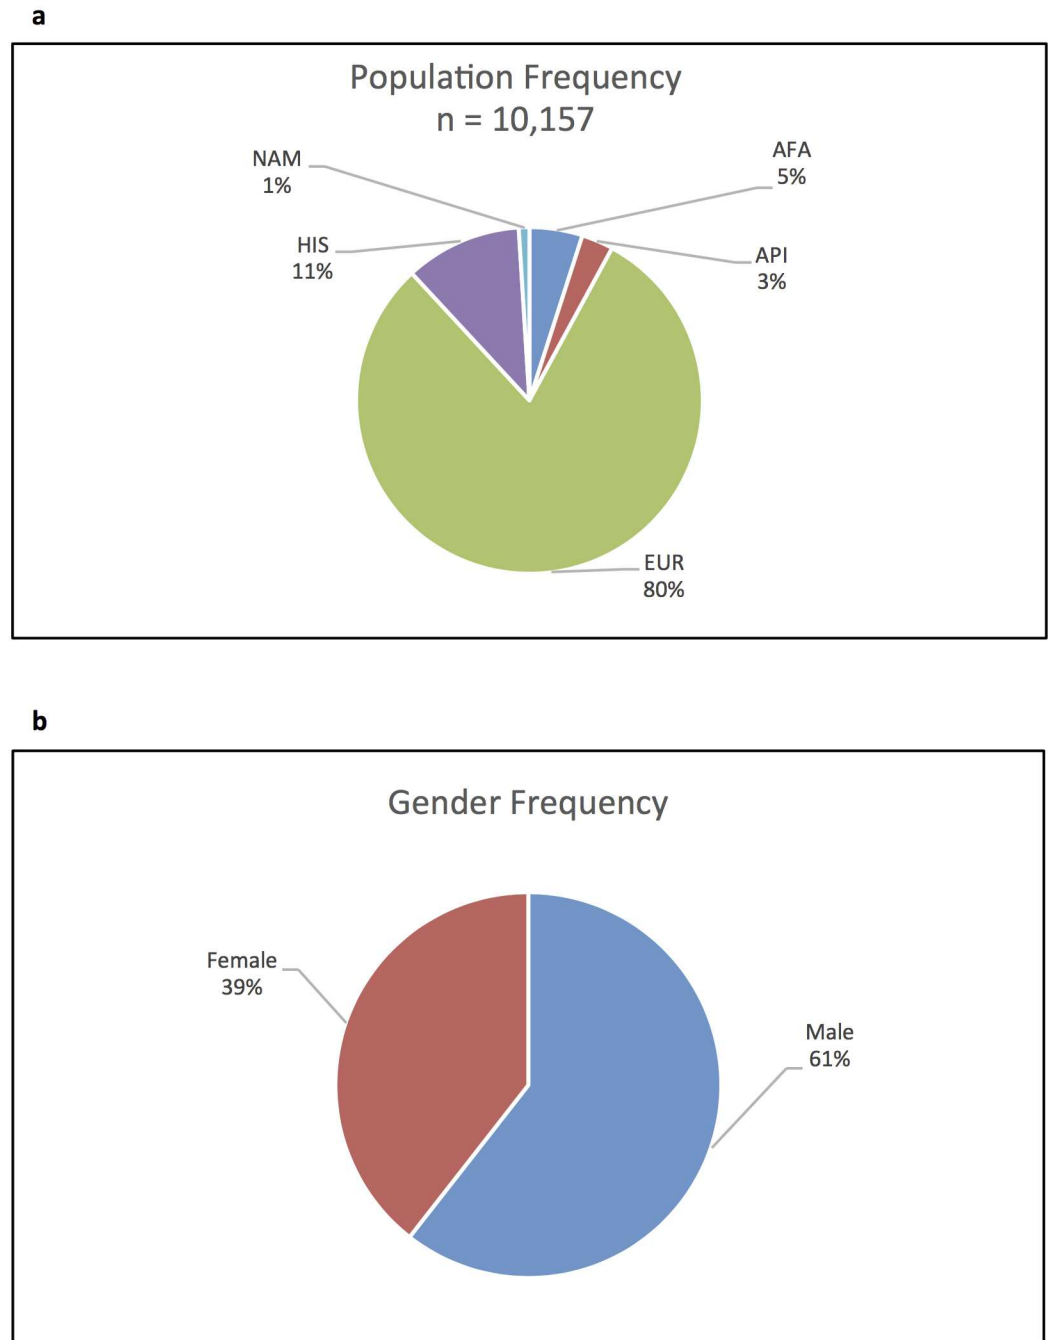 a
Population Frequency
n = 10,157
NAM
1%
AFA
5%
HIS
11%
API
3%
EUR
80%
b
Gender Frequency
Female
39%
Male
61%